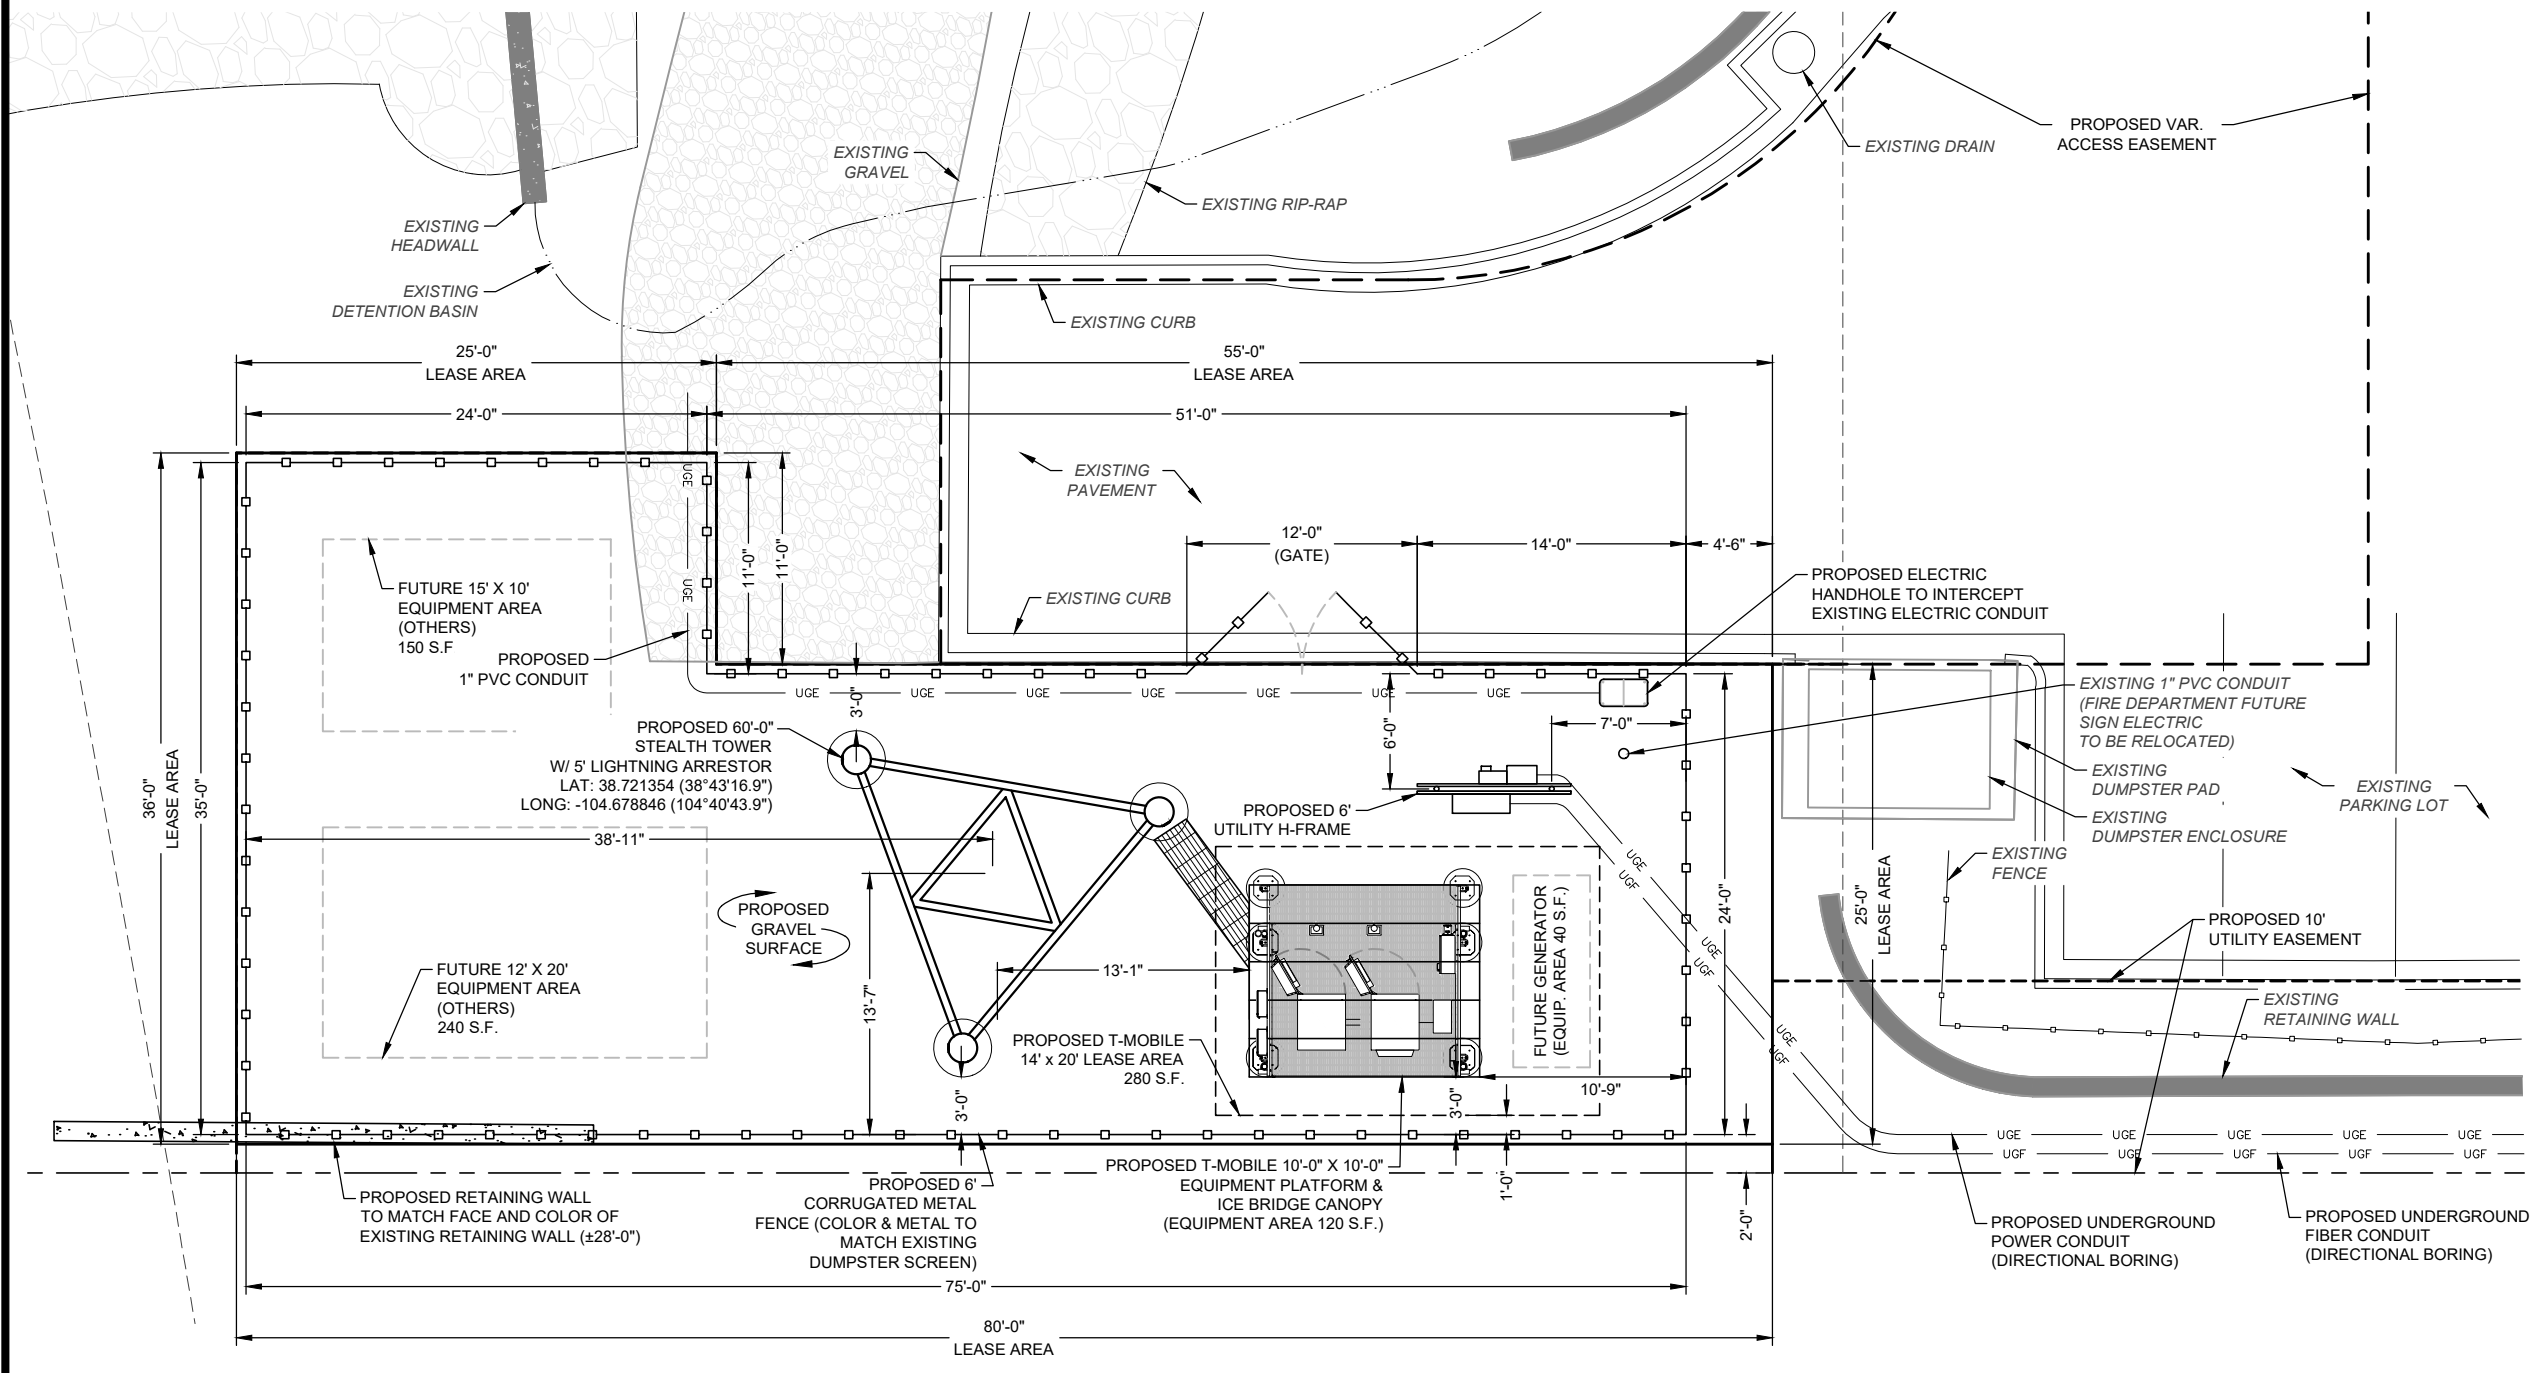 PROPOSED VAR.
ACCESS EASEMENT
EXISTING DRAIN
EXISTING
GRAVEL
EXISTING RIP-RAP
EXISTING
HEADWALL
EXISTING
DETENTION BASIN
EXISTING CURB
25'-0"
LEASE AREA
55'-0"
LEASE AREA
24'-0"
51'-0"
EXISTING
PAVEMENT
UGE
UGE
11'-0"
11'-0"
12'-0"
(GATE)
14'-0"
4'-6"
FUTURE 15' X 10'
EQUIPMENT AREA
(OTHERS)
150 S.F
EXISTING CURB
PROPOSED ELECTRIC
HANDHOLE TO INTERCEPT
EXISTING ELECTRIC CONDUIT
PROPOSED
1" PVC CONDUIT
UGE
UGE
UGE
UGE
UGE
UGE
UGE
3'-0"
6'-0"
7'-0"
EXISTING 1" PVC CONDUIT
(FIRE DEPARTMENT FUTURE
SIGN ELECTRIC
TO BE RELOCATED)
PROPOSED 60'-0"
STEALTH TOWER
W/ 5' LIGHTNING ARRESTOR
LAT: 38.721354 (38°43'16.9")
LONG: -104.678846 (104°40'43.9")
EXISTING
DUMPSTER PAD
EXISTING
PARKING LOT
36'-0"
LEASE AREA
35'-0"
PROPOSED 6'
UTILITY H-FRAME
EXISTING
DUMPSTER ENCLOSURE
38'-11"
EXISTING
FENCE
UGE
UGF
24'-0"
25'-0"
LEASE AREA
PROPOSED
GRAVEL
SURFACE
FUTURE GENERATOR
(EQUIP. AREA 40 S.F.)
PROPOSED 10'
UTILITY EASEMENT
UGE
UGF
FUTURE 12' X 20'
EQUIPMENT AREA
(OTHERS)
240 S.F.
13'-1"
13'-7"
EXISTING
RETAINING WALL
PROPOSED T-MOBILE
14' x 20' LEASE AREA
280 S.F.
UGE
UGF
10'-9"
3'-0"
3'-0"
UGE
UGE
UGE
UGE
UGE
UGF
UGF
UGF
UGF
UGF
PROPOSED T-MOBILE 10'-0" X 10'-0"
EQUIPMENT PLATFORM &
ICE BRIDGE CANOPY
(EQUIPMENT AREA 120 S.F.)
1'-0"
2'-0"
PROPOSED 6'
CORRUGATED METAL
FENCE (COLOR & METAL TO
MATCH EXISTING
DUMPSTER SCREEN)
PROPOSED RETAINING WALL
TO MATCH FACE AND COLOR OF
EXISTING RETAINING WALL (±28'-0")
PROPOSED UNDERGROUND
POWER CONDUIT
(DIRECTIONAL BORING)
PROPOSED UNDERGROUND
FIBER CONDUIT
(DIRECTIONAL BORING)
75'-0"
80'-0"
LEASE AREA